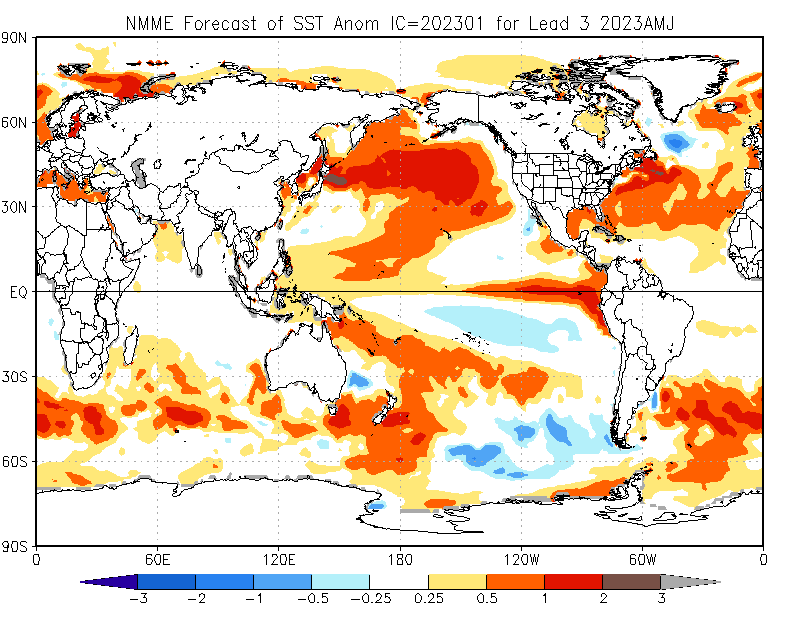 NMME Forecast of SST Anom IC=202301 for Lead 3 2023AMJ
90N
60N
30N
EQ
30S
60S
90S
0 60E 120E 180 120W 60W 0
-3 -2 -1 -0.5 -0.25 0.25 0.5 1 2 3